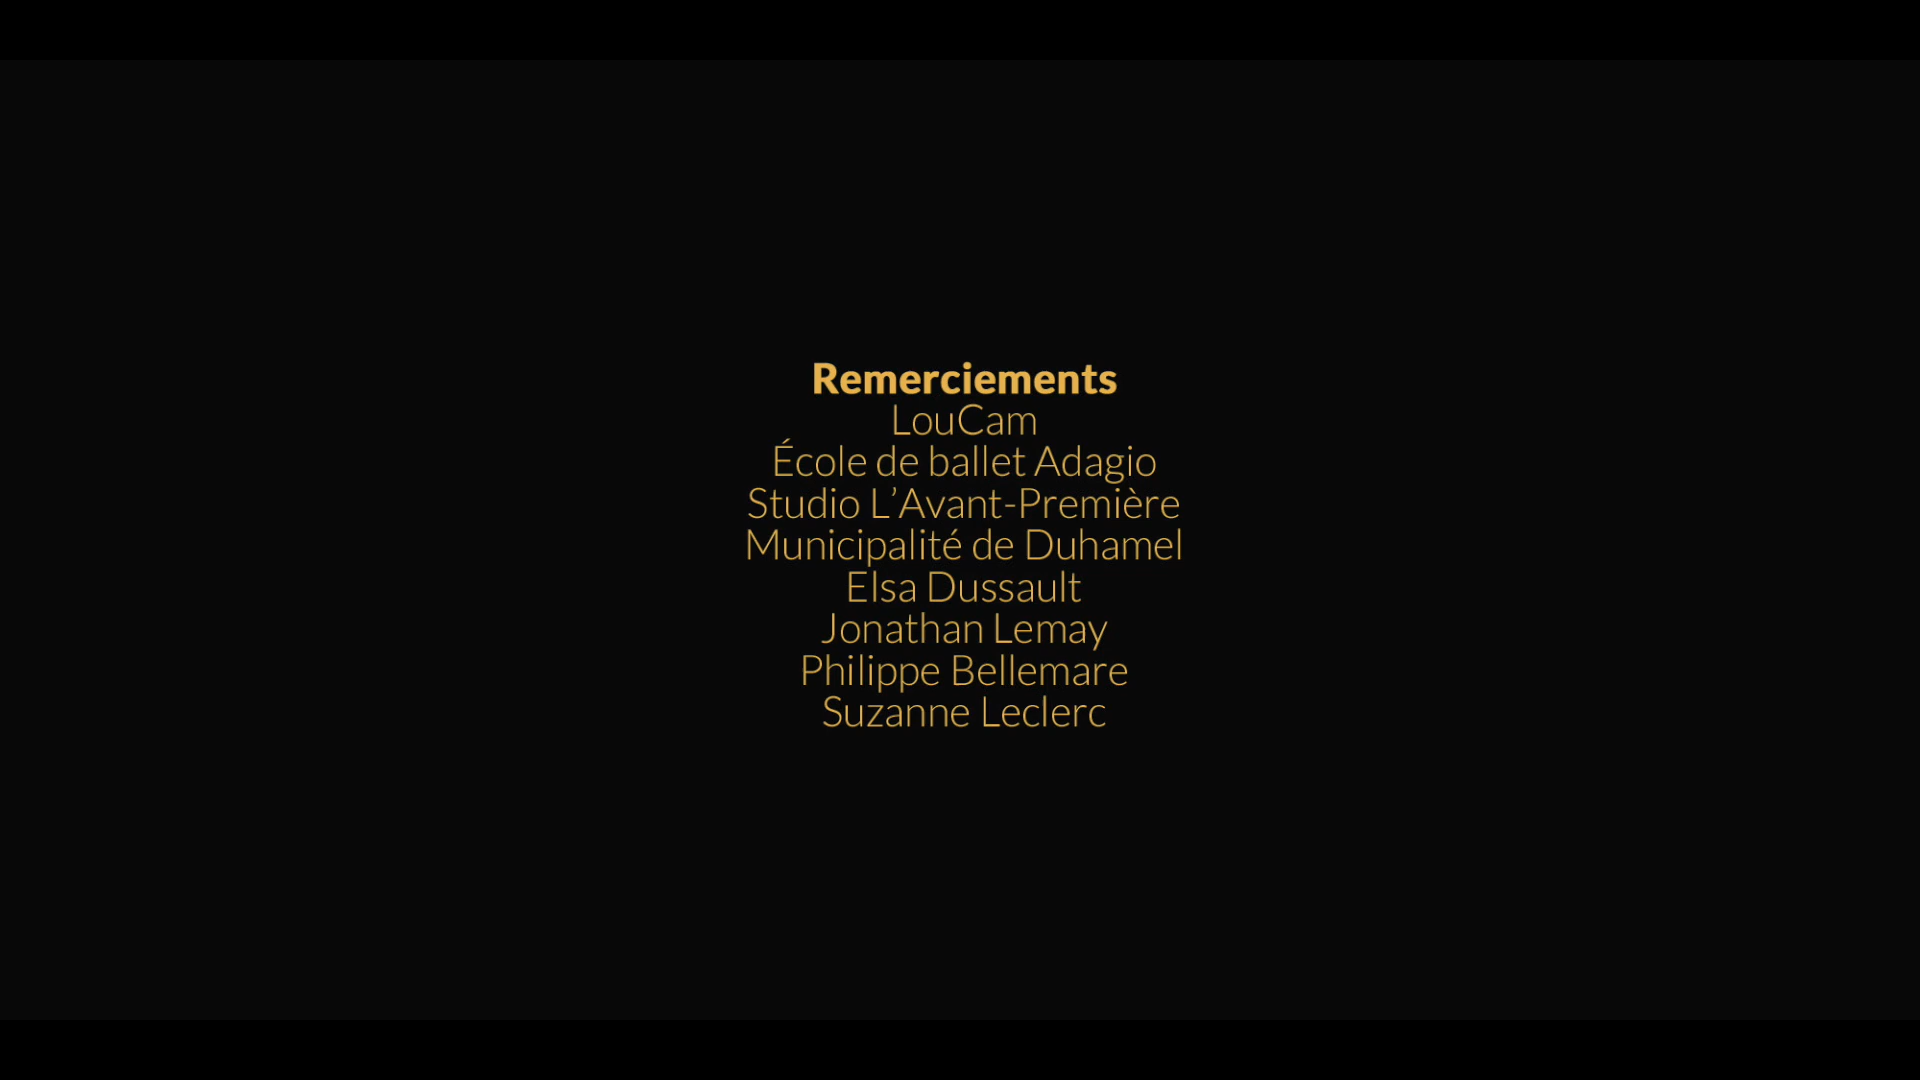 Remerciements
LouCam
École de ballet Adagio
Studio L’Avant-Première
Municipalité de Duhamel
Elsa Dussault
Jonathan Lemay
Philippe Bellemare
Suzanne Leclerc